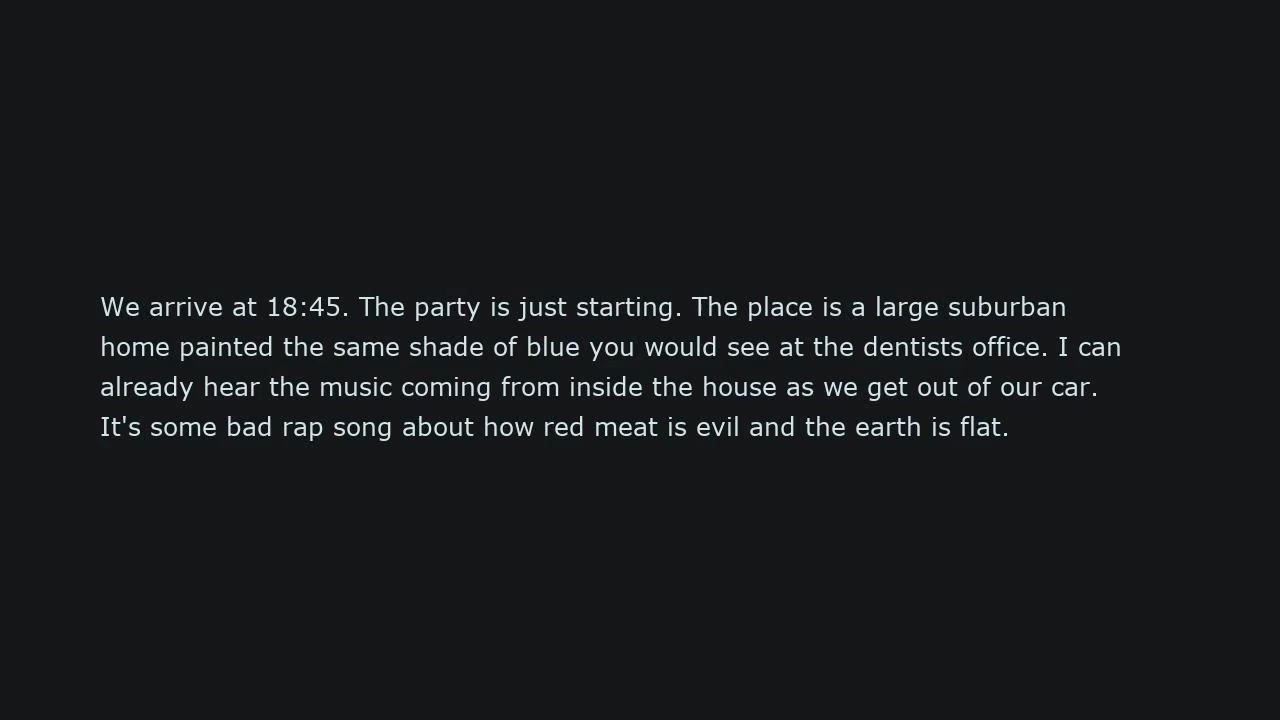 We arrive at 18:45. The party is just starting. The place is a large suburban
home painted the same shade of blue you would see at the dentists office. I can
already hear the music coming from inside the house as we get out of our car.
It's some bad rap song about how red meat is evil and the earth is flat.